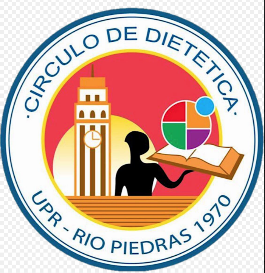 ·CIRCULO DE DIETETICA·
UPR - RIO PIEDRAS 1970